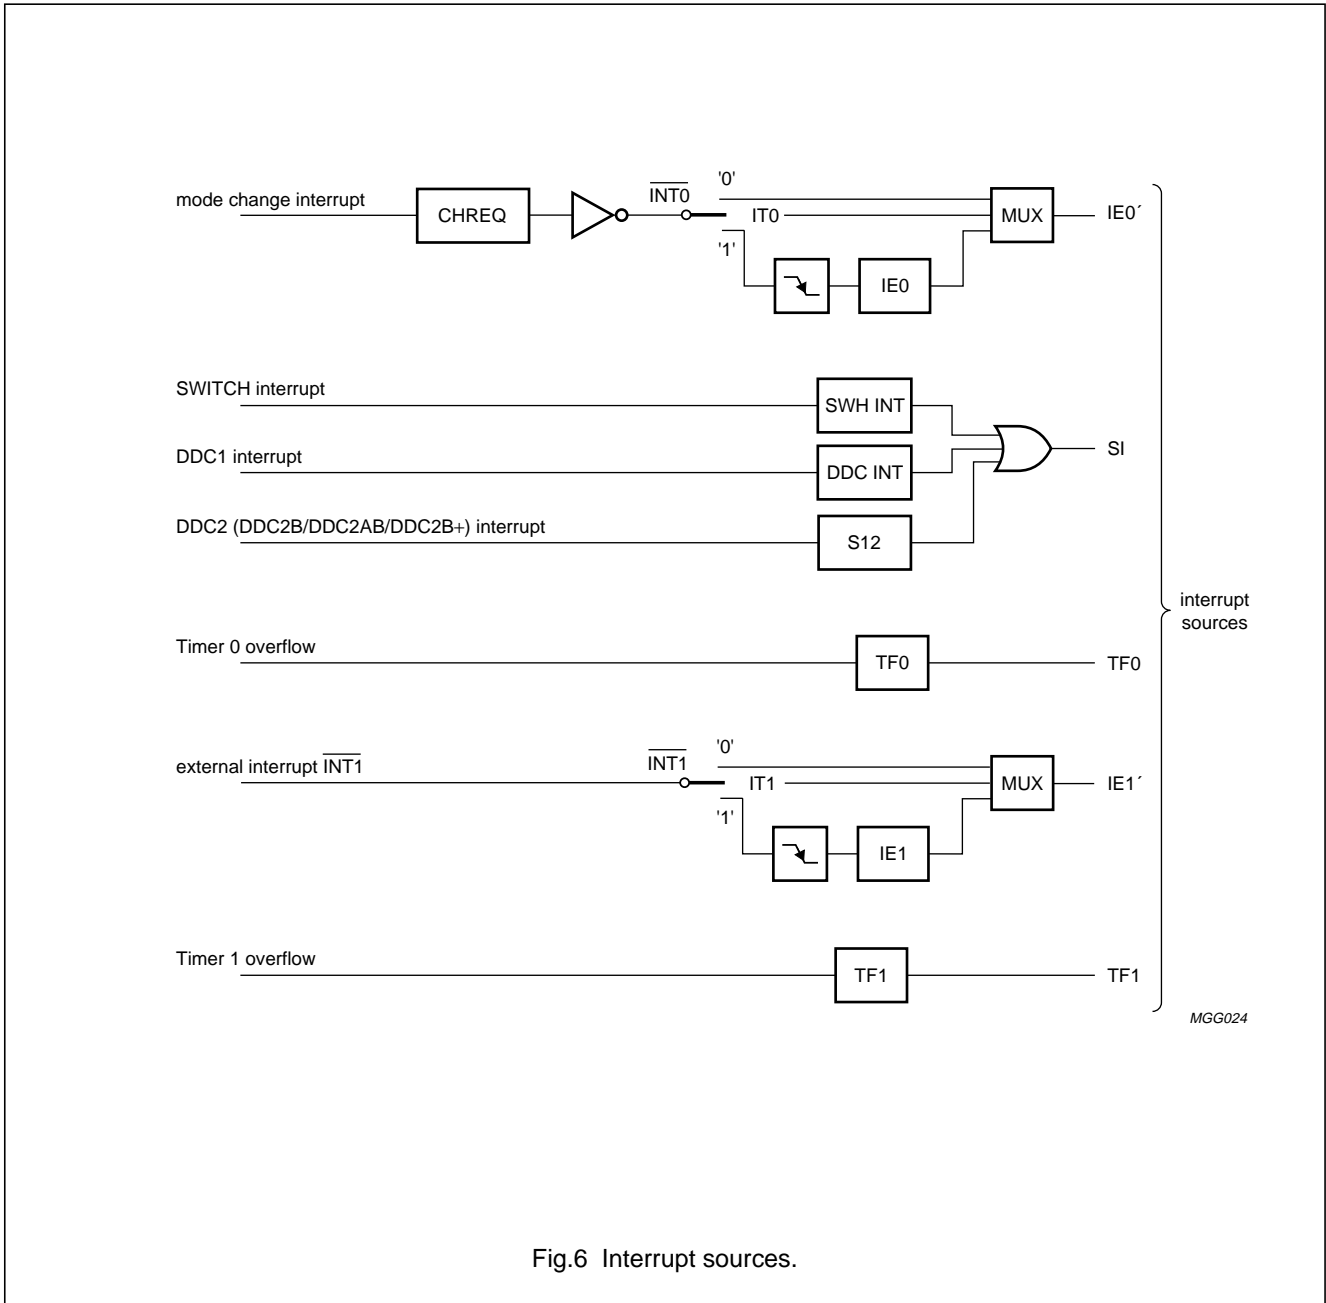 mode change interrupt
CHREQ
INT0
'0'
IT0
'1'
IE0
MUX
IE0´
SWITCH interrupt
SWH INT
DDC1 interrupt
DDC INT
SI
DDC2 (DDC2B/DDC2AB/DDC2B+) interrupt
S12
interrupt
sources
Timer 0 overflow
TF0
TF0
external interrupt INT1
INT1
'0'
IT1
'1'
IE1
MUX
IE1´
Timer 1 overflow
TF1
TF1
MGG024
Fig.6 Interrupt sources.